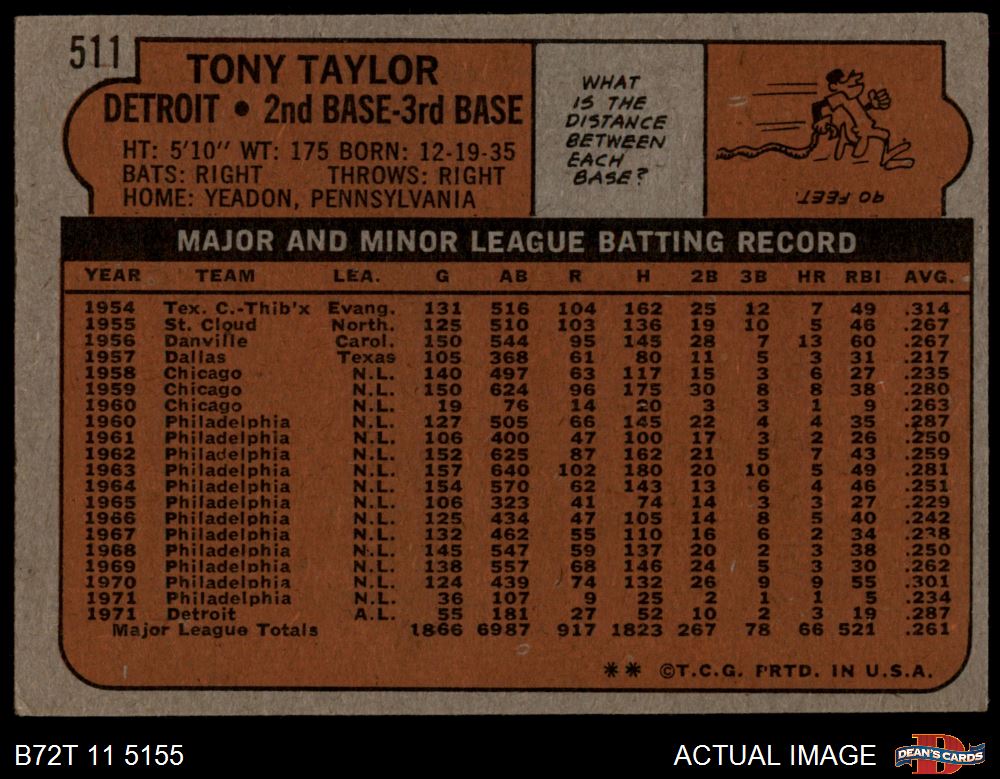 511
TONY TAYLOR
DETROIT • 2nd BASE-3rd BASE
HT: 5'10" WT: 175 BORN: 12-19-35
BATS: RIGHT THROWS: RIGHT
HOME: YEADON, PENNSYLVANIA
WHAT
IS THE
DISTANCE
BETWEEN
EACH
BASE?
90 FEET.
MAJOR AND MINOR LEAGUE BATTING RECORD
YEAR TEAM LEA. G AB R H 2B 3B HR RBI AVG.
1954 Tex. C.-Thib'x Evang. 131 516 104 162 25 12 7 49 .314
1955 St. Cloud North. 125 510 103 136 19 10 5 46 .267
1956 Danville Carol. 150 544 95 145 28 7 13 60 .267
1957 Dallas Texas 105 368 61 80 11 5 3 31 .217
1958 Chicago N.L. 140 497 63 117 15 3 6 27 .235
1959 Chicago N.L. 150 624 96 175 30 8 8 38 .280
1960 Chicago N.L. 19 76 14 20 3 3 1 9 .263
1960 Philadelphia N.L. 127 505 66 145 22 4 4 35 .287
1961 Philadelphia N.L. 106 400 47 100 17 3 2 26 .250
1962 Philadelphia N.L. 152 625 87 162 21 5 7 43 .259
1963 Philadelphia N.L. 157 640 102 180 20 10 5 49 .281
1964 Philadelphia N.L. 154 570 62 143 13 6 4 46 .251
1965 Philadelphia N.L. 106 323 41 74 14 3 3 27 .229
1966 Philadelphia N.L. 125 434 47 105 14 8 5 40 .242
1967 Philadelphia N.L. 132 462 55 110 16 6 2 34 .238
1968 Philadelphia N.L. 145 547 59 137 20 2 3 38 .250
1969 Philadelphia N.L. 138 557 68 146 24 5 3 30 .262
1970 Philadelphia N.L. 124 439 74 132 26 9 9 55 .301
1971 Philadelphia N.L. 36 107 9 25 2 1 1 5 .234
1971 Detroit A.L. 55 181 27 52 10 2 3 19 .287
Major League Totals 1866 6987 917 1823 267 78 66 521 .261
** ©T.C.G. PRTD. IN U.S.A.
B72T 11 5155
ACTUAL IMAGE
DEAN'S CARDS